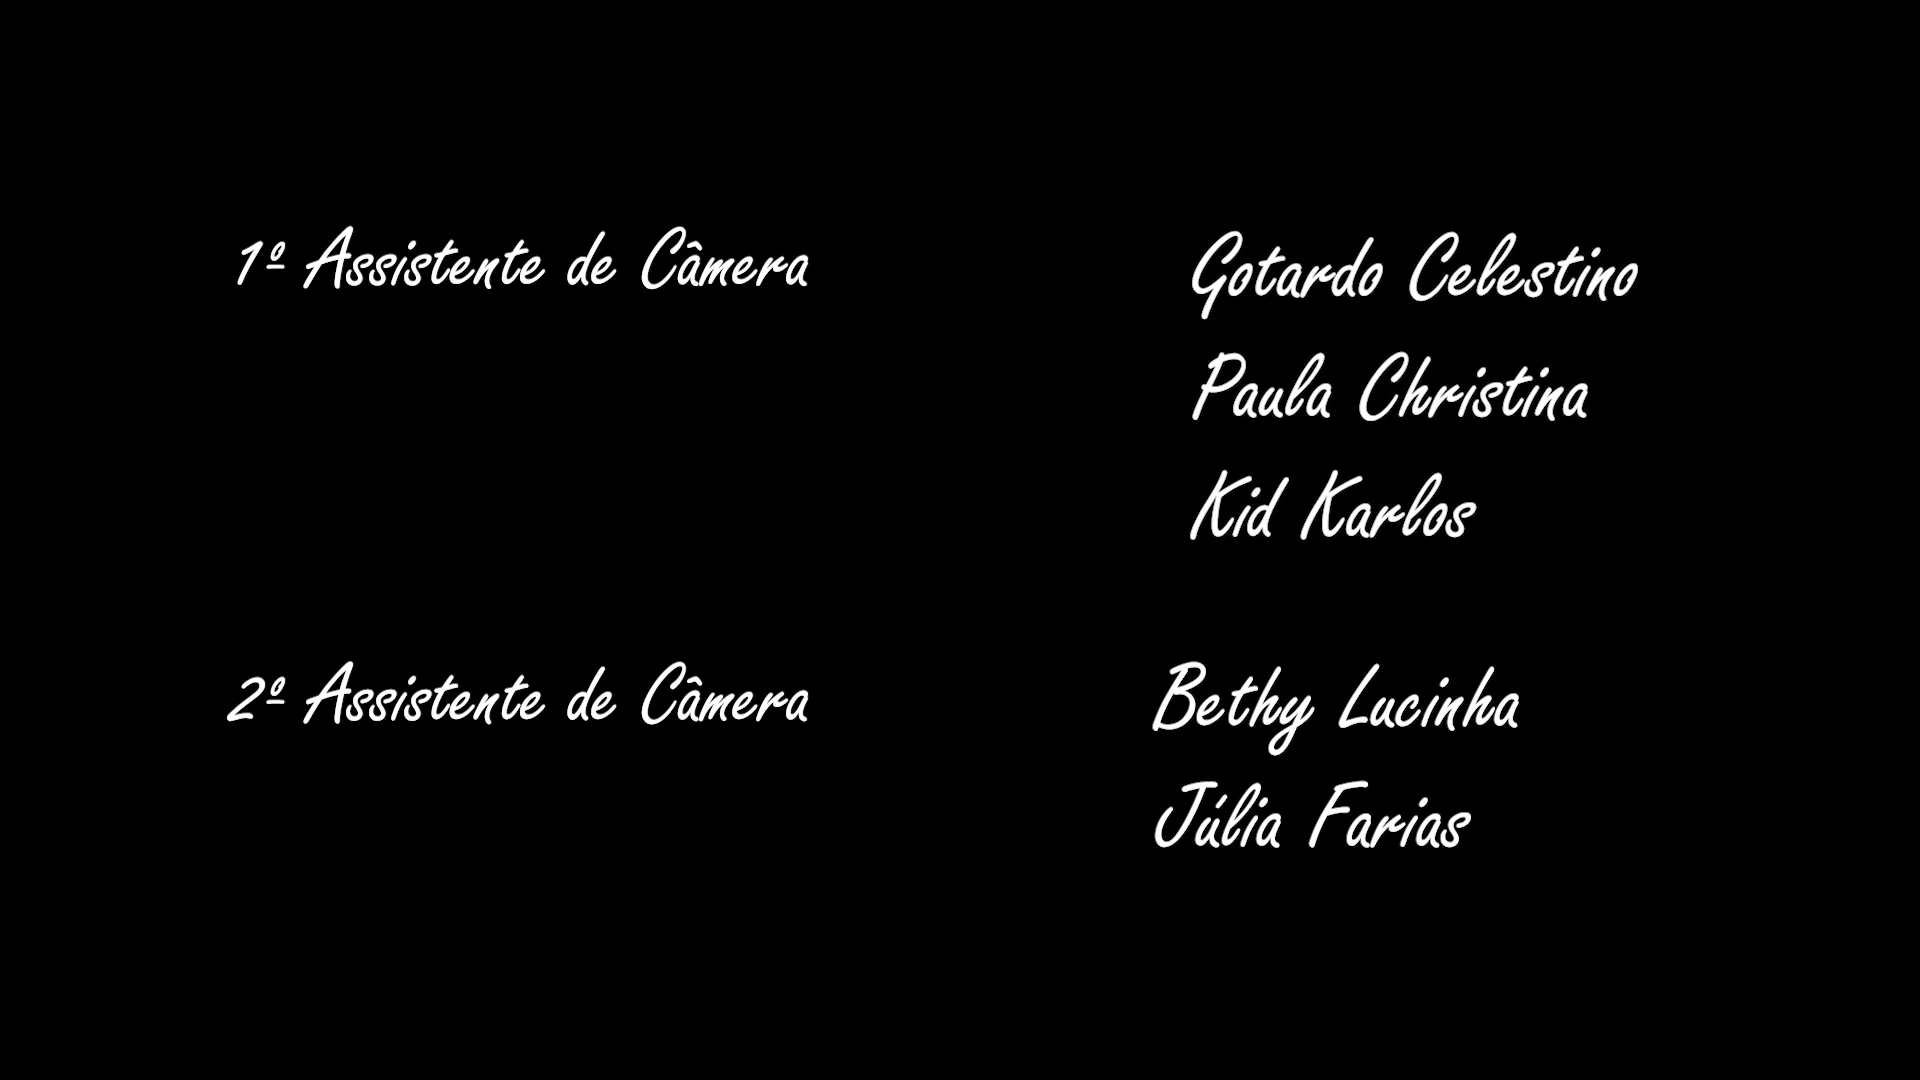 1º Assistente de Câmera Gotardo Celestino
Paula Christina
Kid Karlos
2º Assistente de Câmera Bethy Lucinha
Júlia Farias